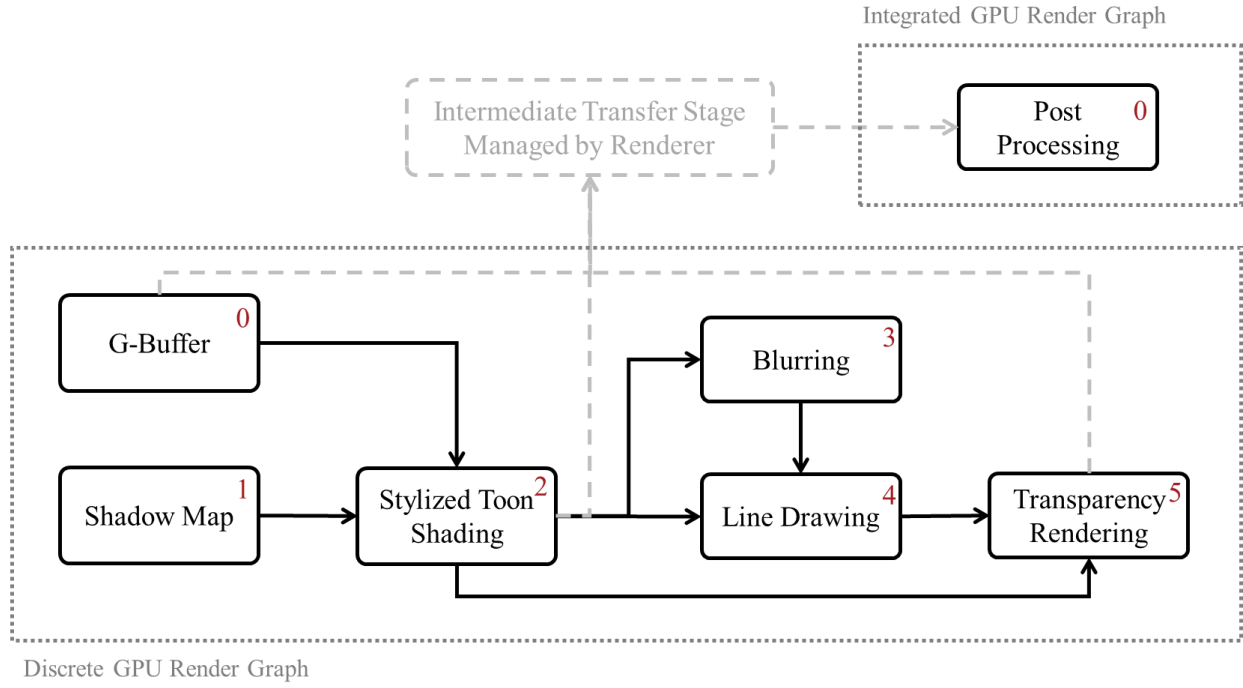 Integrated GPU Render Graph
Intermediate Transfer Stage
Managed by Renderer
Post
Processing
0
G-Buffer
0
Blurring
3
Shadow Map
1
Stylized Toon
Shading
2
Line Drawing
4
Transparency
Rendering
5
Discrete GPU Render Graph